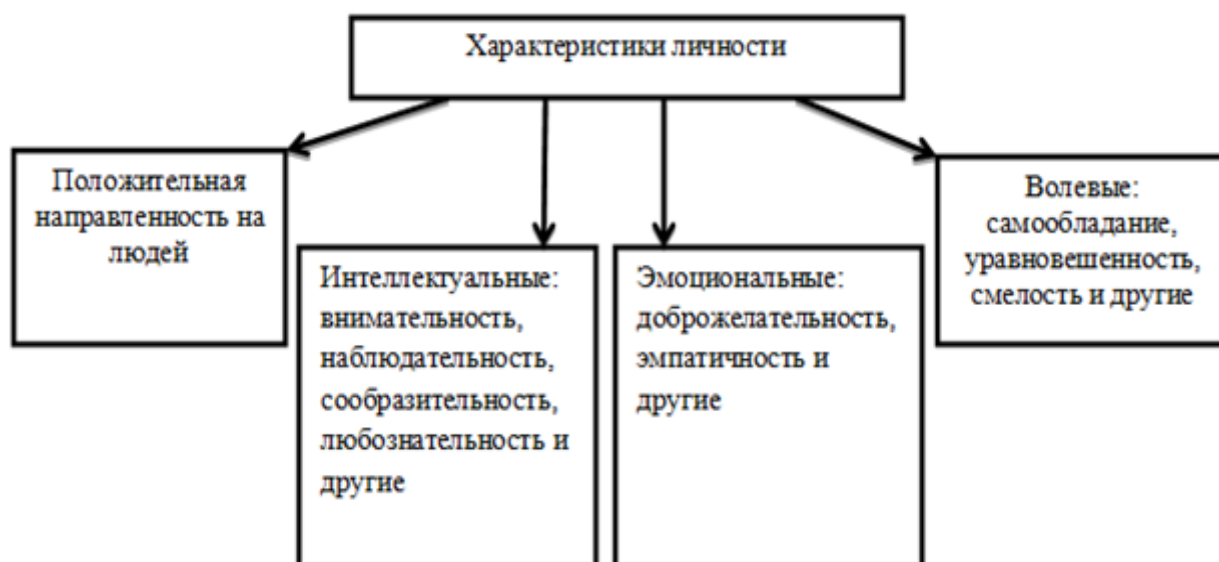 Характеристики личности
Положительная
направленность на
людей
Интеллектуальные:
внимательность,
наблюдательность,
сообразительность,
любознательность и
другие
Эмоциональные:
доброжелательность,
эмпатичность и
другие
Волевые:
самообладание,
уравновешенность,
смелость и другие